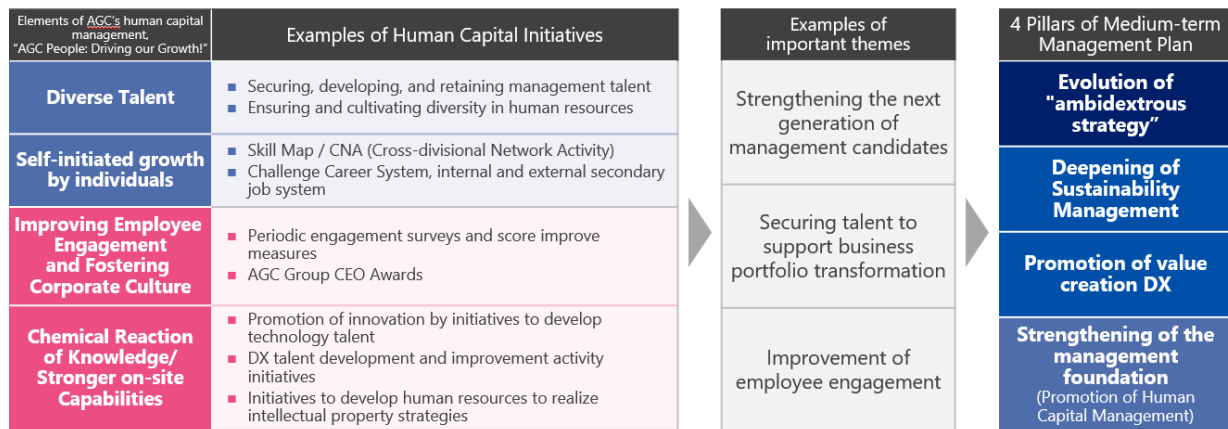 Elements of AGC's human capital
management,
"AGC People: Driving our Growth!"
Examples of Human Capital Initiatives
Diverse Talent
■ Securing, developing, and retaining management talent
■ Ensuring and cultivating diversity in human resources
Self-initiated growth
by individuals
■ Skill Map / CNA (Cross-divisional Network Activity)
■ Challenge Career System, internal and external secondary
job system
Improving Employee
Engagement
and Fostering
Corporate Culture
■ Periodic engagement surveys and score improve
measures
■ AGC Group CEO Awards
Chemical Reaction
of Knowledge/
Stronger on-site
Capabilities
■ Promotion of innovation by initiatives to develop
technology talent
■ DX talent development and improvement activity
initiatives
■ Initiatives to develop human resources to realize
intellectual property strategies
Examples of
important themes
Strengthening the next
generation of
management candidates
Securing talent to
support business
portfolio transformation
Improvement of
employee engagement
4 Pillars of Medium-term
Management Plan
Evolution of
"ambidextrous
strategy”
Deepening of
Sustainability
Management
Promotion of value
creation DX
Strengthening of the
management
foundation
(Promotion of Human
Capital Management)